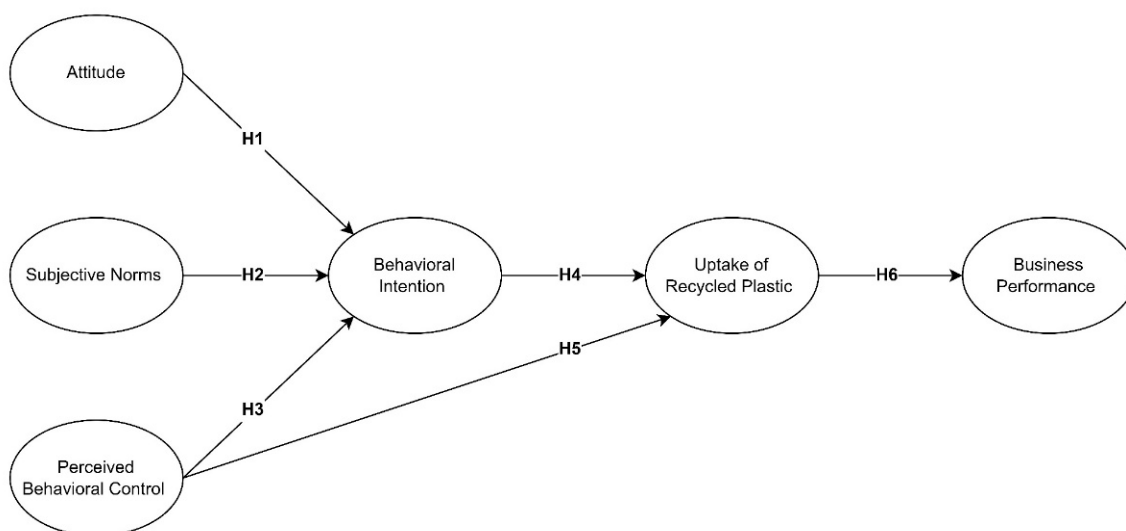 Attitude
H1
Subjective Norms
H2
Behavioral
Intention
H4
Uptake of
Recycled Plastic
H6
Business
Performance
H5
H3
Perceived
Behavioral Control